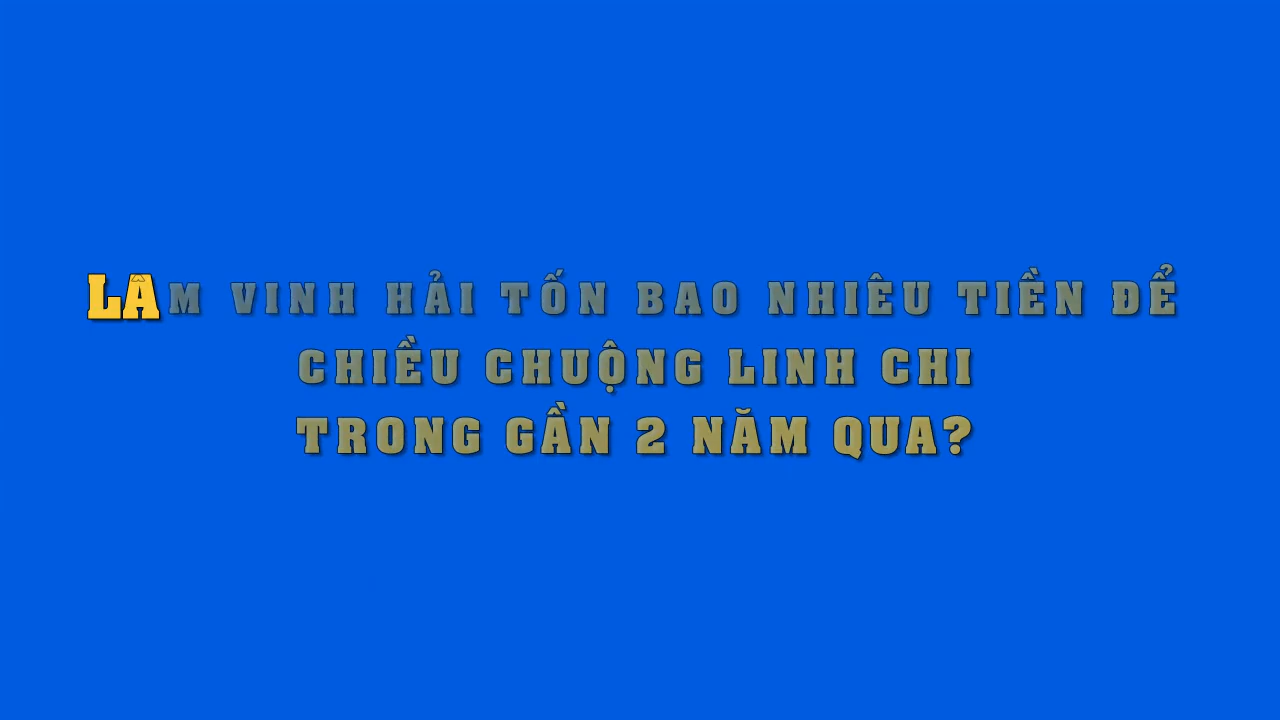 LÂM VINH HẢI TỐN BAO NHIÊU TIỀN ĐỂ
CHIỀU CHUỘNG LINH CHI
TRONG GẦN 2 NĂM QUA?